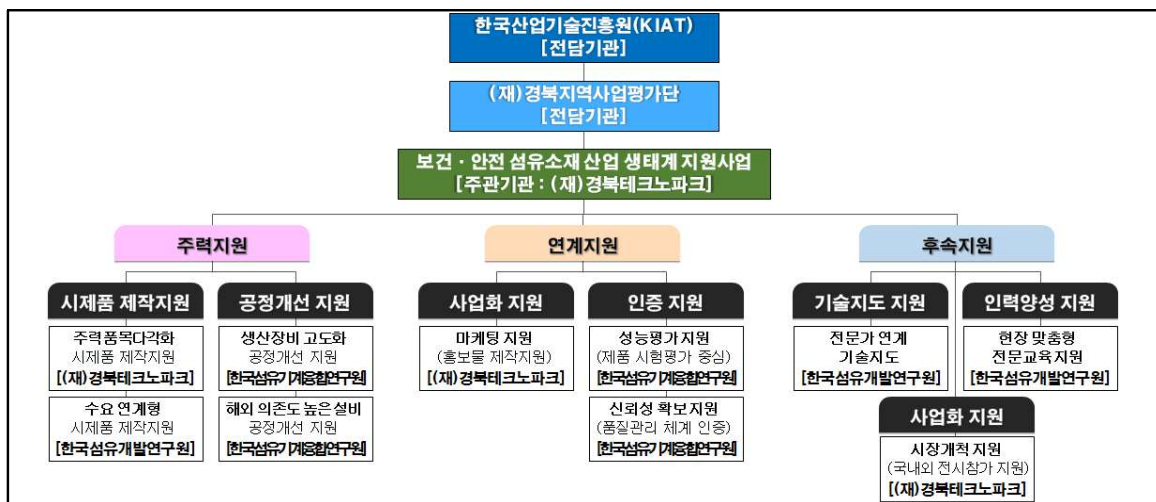 한국산업기술진흥원(KIAT)
[전담기관]
(재)경북지역사업평가단
[전담기관]
보건 · 안전 섬유소재 산업 생태계 지원사업
[주관기관 : (재)경북테크노파크]
주력지원
연계지원
후속지원
시제품 제작지원
주력품목다각화
시제품 제작지원
[(재)경북테크노파크]
수요 연계형
시제품 제작지원
[한국섬유개발연구원]
공정개선 지원
생산장비 고도화
공정개선 지원
[한국섬유기계융합연구원]
해외 의존도 높은 설비
공정개선 지원
[한국섬유기계융합연구원]
사업화 지원
마케팅 지원
(홍보물 제작지원)
[(재)경북테크노파크]
인증 지원
성능평가 지원
(제품 시험평가 중심)
[한국섬유기계융합연구원]
신뢰성 확보 지원
(품질관리 체계 인증)
[한국섬유기계융합연구원]
기술지도 지원
전문가 연계
기술지도
[한국섬유개발연구원]
인력양성 지원
현장 맞춤형
전문교육지원
[한국섬유개발연구원]
사업화 지원
시장개척 지원
(국내외 전시참가 지원)
[(재)경북테크노파크]